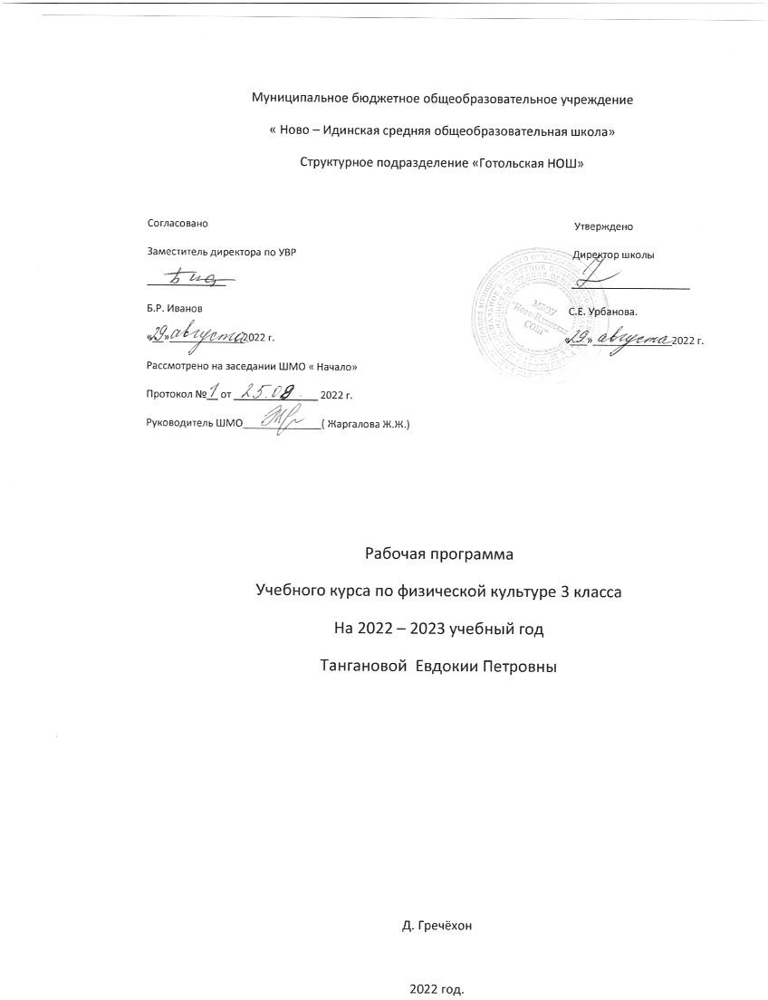 Муниципальное бюджетное общеобразовательное учреждение
« Ново – Идинская средняя общеобразовательная школа»
Структурное подразделение «Готольская НОШ»
Согласовано
Заместитель директора по УВР
Б.Р. Иванов
«29» августа 2022 г.
Рассмотрено на заседании ШМО « Начало»
Протокол № 1 от 25.08. 2022 г.
Руководитель ШМО ( Жаргалова Ж.Ж.)
Утверждено
Директор школы
С.Е. Урбанова.
«29» августа 2022 г.
МБОУ
"Ново-Идинская
СОШ"
Рабочая программа
Учебного курса по физической культуре 3 класса
На 2022 – 2023 учебный год
Тангановой Евдокии Петровны
Д. Гречёхон
2022 год.